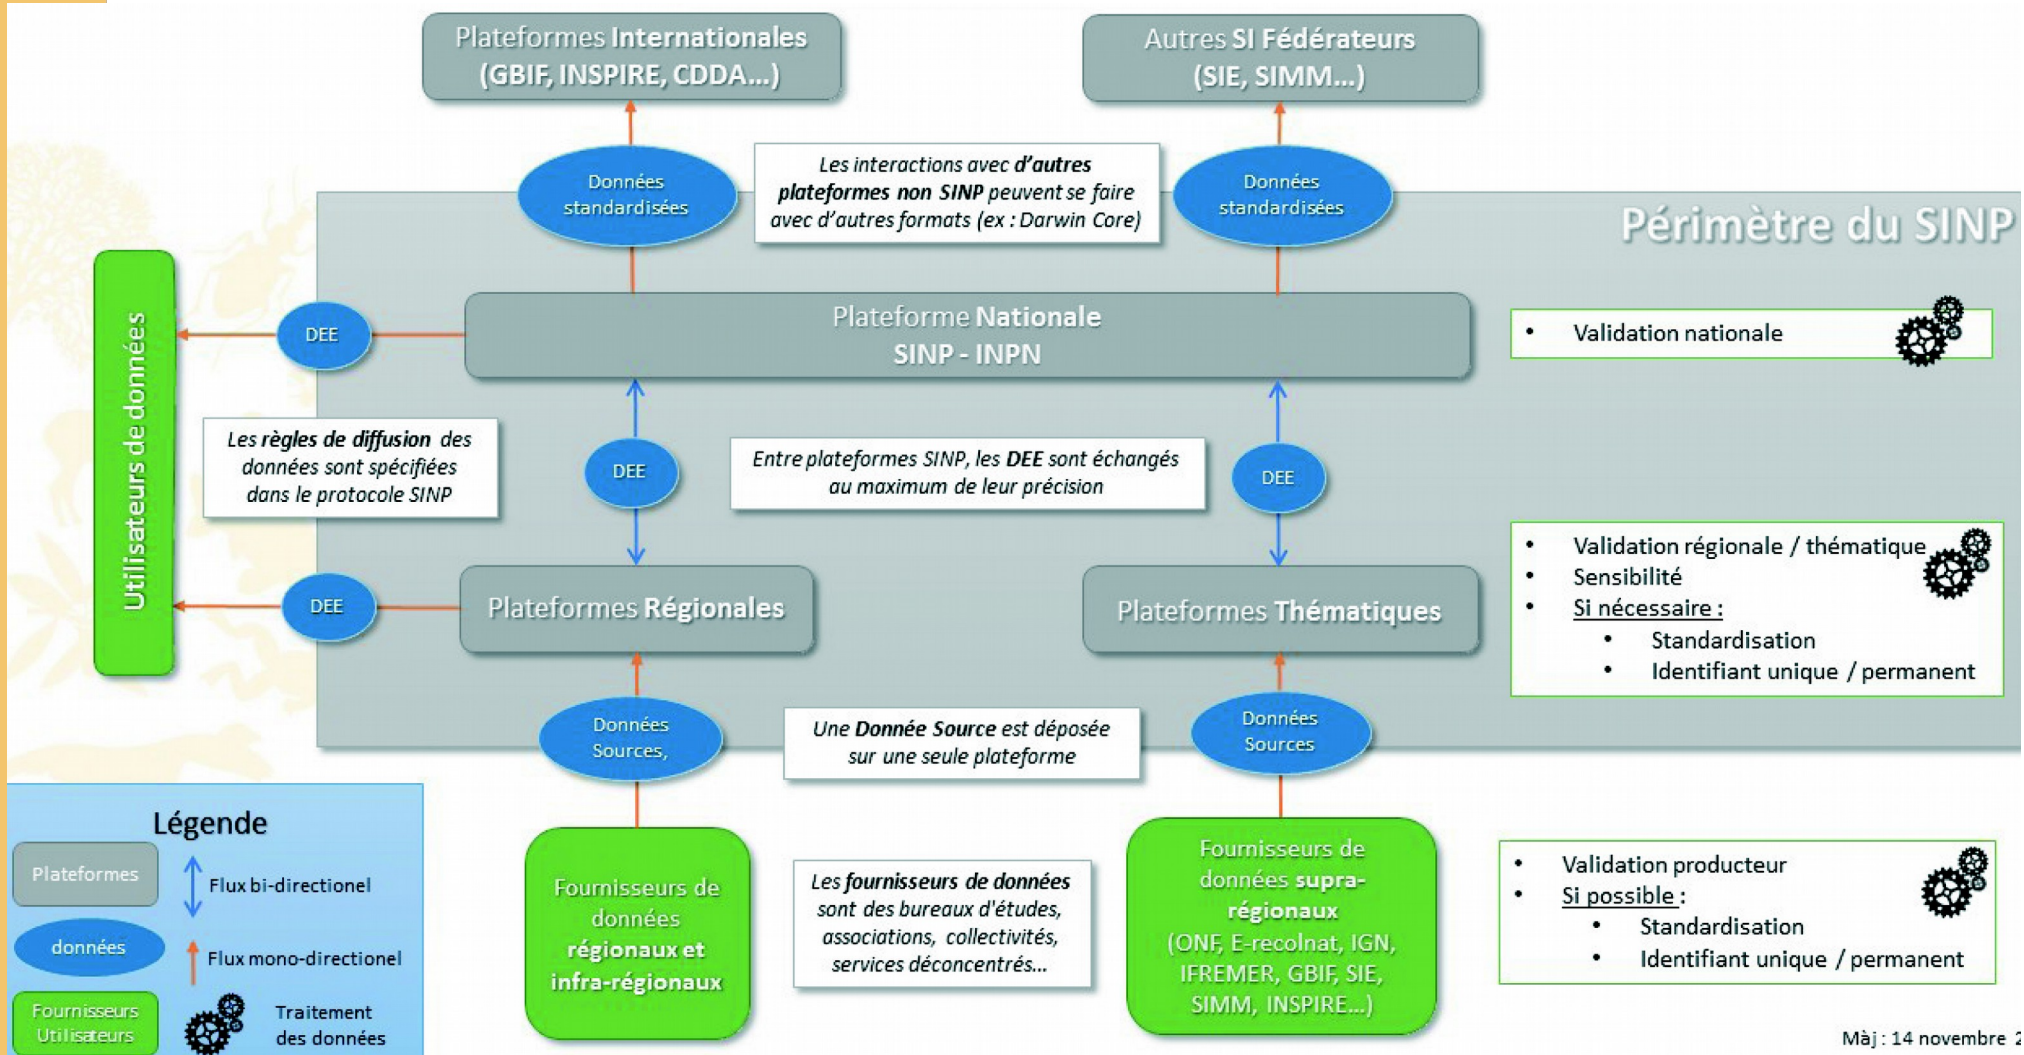 Plateformes Internationales
(GBIF, INSPIRE, CDDA...)
Autres SI Fédérateurs
(SIE, SIMM...)
Données
standardisées
Les interactions avec d'autres
plateformes non SINP peuvent se faire
avec d'autres formats (ex : Darwin Core)
Données
standardisées
Périmètre du SINP
Utilisateurs de données
DEE
Plateforme Nationale
SINP - INPN
• Validation nationale
Les règles de diffusion des
données sont spécifiées
dans le protocole SINP
DEE
Entre plateformes SINP, les DEE sont échangés
au maximum de leur précision
DEE
DEE
Plateformes Régionales
Plateformes Thématiques
• Validation régionale / thématique
• Sensibilité
• Si nécessaire :
• Standardisation
• Identifiant unique / permanent
Données
Sources,
Une Donnée Source est déposée
sur une seule plateforme
Données
Sources
Légende
Plateformes
Flux bi-directionel
données
Flux mono-directionel
Fournisseurs
Utilisateurs
Traitement
des données
Fournisseurs de
données
régionaux et
infra-régionaux
Les fournisseurs de données
sont des bureaux d'études,
associations, collectivités,
services déconcentrés...
Fournisseurs de
données supra-
régionaux
(ONF, E-recolnat, IGN,
IFREMER, GBIF, SIE,
SIMM, INSPIRE...)
• Validation producteur
• Si possible :
• Standardisation
• Identifiant unique / permanent
Màj : 14 novembre 2